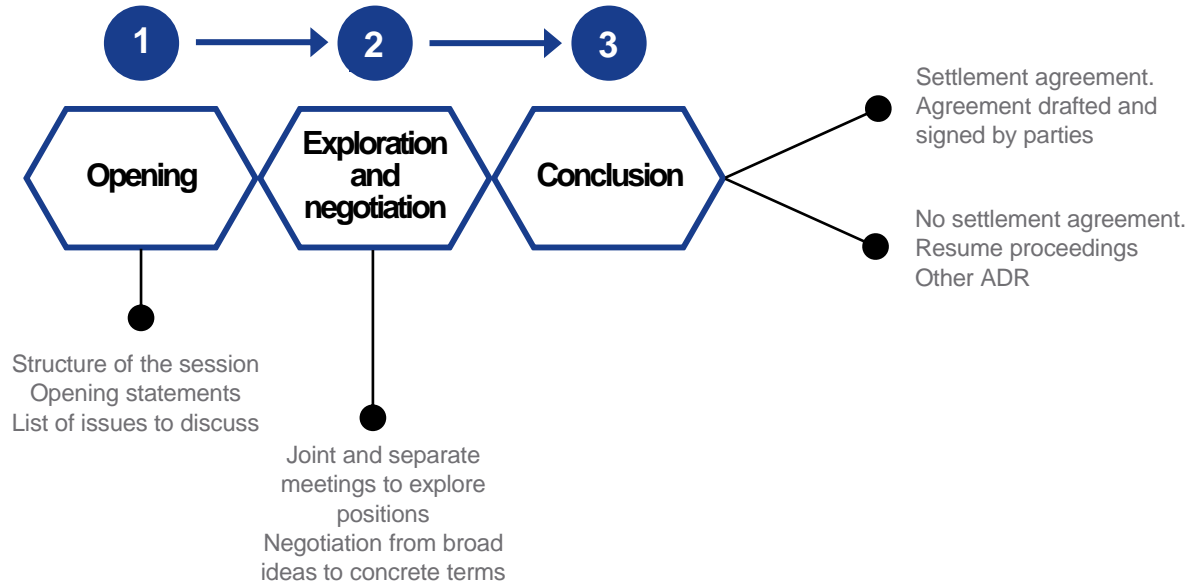 1
2
3
Opening
Exploration
and
negotiation
Conclusion
Settlement agreement.
Agreement drafted and
signed by parties
No settlement agreement.
Resume proceedings
Other ADR
Structure of the session
Opening statements
List of issues to discuss
Joint and separate
meetings to explore
positions
Negotiation from broad
ideas to concrete terms